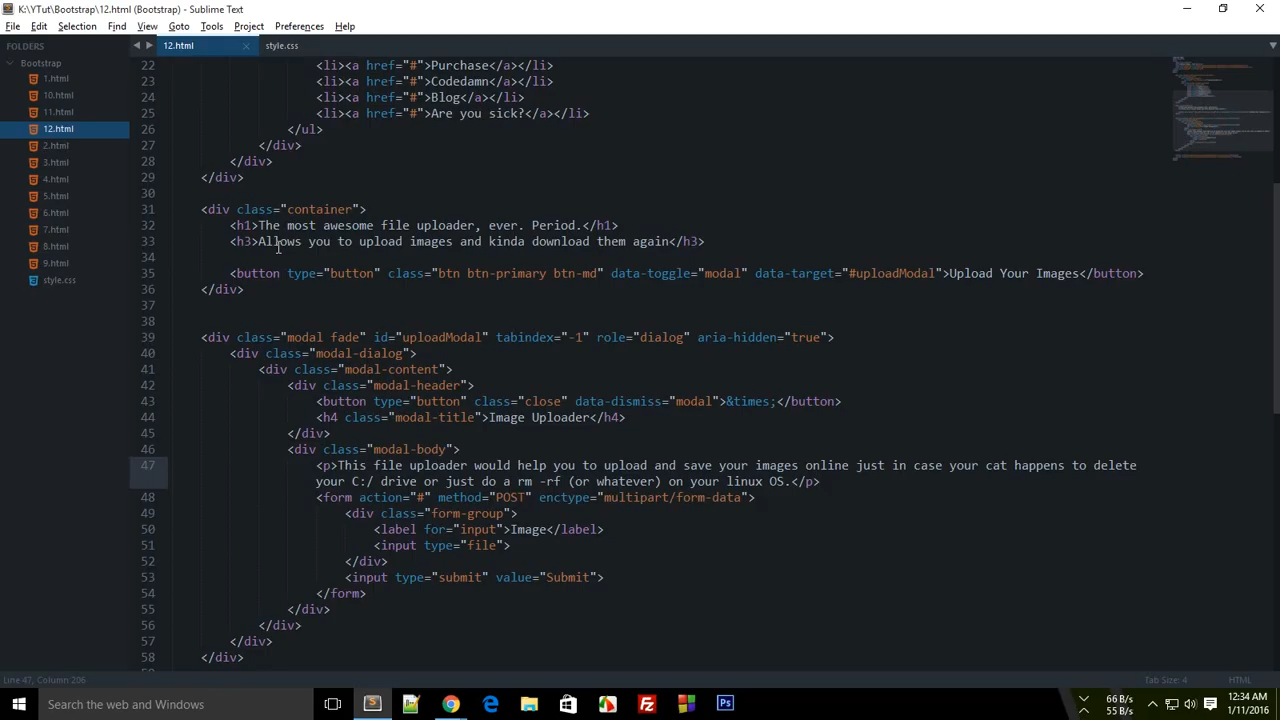 K:\YTut\Bootstrap\12.html (Bootstrap) - Sublime Text
File Edit Selection Find View Goto Tools Project Preferences Help
FOLDERS
Bootstrap
1.html
10.html
11.html
12.html
2.html
3.html
4.html
5.html
6.html
7.html
8.html
9.html
style.css
12.html style.css
22 <li><a href="#">Purchase</a></li>
23 <li><a href="#">Codedamn</a></li>
24 <li><a href="#">Blog</a></li>
25 <li><a href="#">Are you sick?</a></li>
26 </ul>
27 </div>
28 </div>
29 </div>
30
31 <div class="container">
32 <h1>The most awesome file uploader, ever. Period.</h1>
33 <h3>Allows you to upload images and kinda download them again</h3>
34
35 <button type="button" class="btn btn-primary btn-md" data-toggle="modal" data-target="#uploadModal">Upload Your Images</button>
36 </div>
37
38
39 <div class="modal fade" id="uploadModal" tabindex="-1" role="dialog" aria-hidden="true">
40 <div class="modal-dialog">
41 <div class="modal-content">
42 <div class="modal-header">
43 <button type="button" class="close" data-dismiss="modal">&times;</button>
44 <h4 class="modal-title">Image Uploader</h4>
45 </div>
46 <div class="modal-body">
47 <p>This file uploader would help you to upload and save your images online just in case your cat happens to delete
your C:/ drive or just do a rm -rf (or whatever) on your linux OS.</p>
48 <form action="#" method="POST" enctype="multipart/form-data">
49 <div class="form-group">
50 <label for="input">Image</label>
51 <input type="file">
52 </div>
53 <input type="submit" value="Submit">
54 </form>
55 </div>
56 </div>
57 </div>
58 </div>
Line 47, Column 206 Tab Size: 4 HTML
Search the web and Windows
66 B/s
55 B/s
12:34 AM
1/11/2016